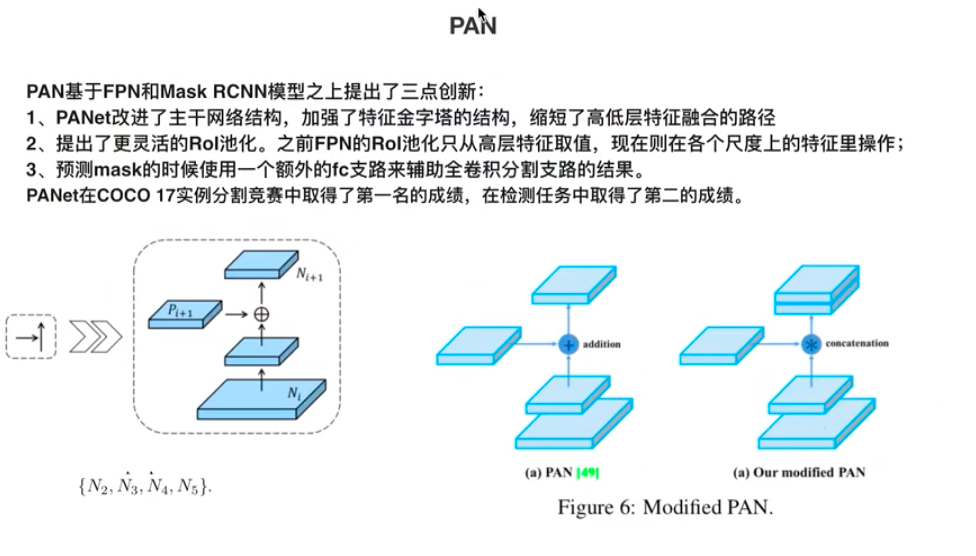 PAN
PAN基于FPN和Mask RCNN模型之上提出了三点创新：
1、PANet改进了主干网络结构，加强了特征金字塔的结构，缩短了高低层特征融合的路径
2、提出了更灵活的RoI池化。之前FPN的RoI池化只从高层特征取值，现在则在各个尺度上的特征里操作；
3、预测mask的时候使用一个额外的fc支路来辅助全卷积分割支路的结果。
PANet在COCO 17实例分割竞赛中取得了第一名的成绩，在检测任务中取得了第二的成绩。
N_{i+1}
P_{i+1}
N_i
addition
concatenation
(a) PAN [49]
(a) Our modified PAN
{N_2, N_3, N_4, N_5}.
Figure 6: Modified PAN.